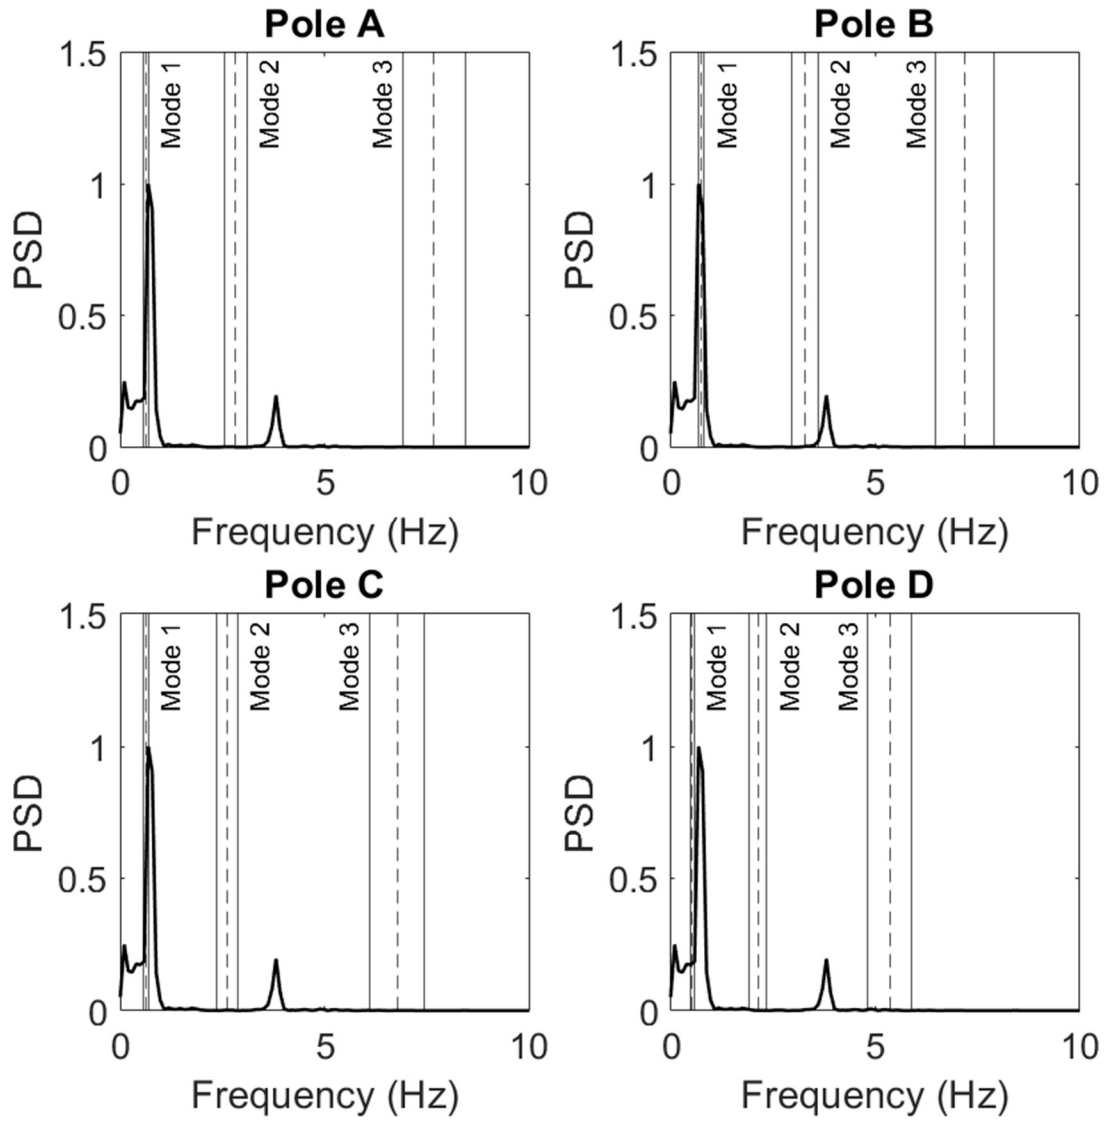 Pole A
1.5
1
0.5
0
PSD
Mode 1
Mode 2
Mode 3
0 5 10
Frequency (Hz)
Pole B
1.5
1
0.5
0
PSD
Mode 1
Mode 2
Mode 3
0 5 10
Frequency (Hz)
Pole C
1.5
1
0.5
0
PSD
Mode 1
Mode 2
Mode 3
0 5 10
Frequency (Hz)
Pole D
1.5
1
0.5
0
PSD
Mode 1
Mode 2
Mode 3
0 5 10
Frequency (Hz)